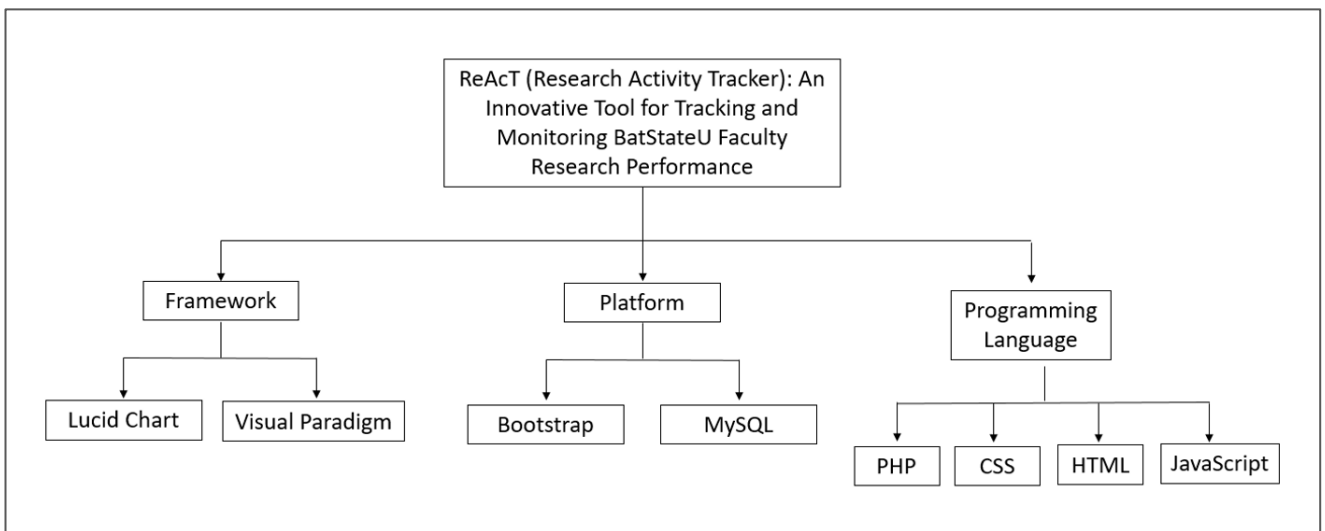 ReAcT (Research Activity Tracker): An
Innovative Tool for Tracking and
Monitoring BatStateU Faculty
Research Performance
Framework
Platform
Programming
Language
Lucid Chart
Visual Paradigm
Bootstrap
MySQL
PHP
CSS
HTML
JavaScript